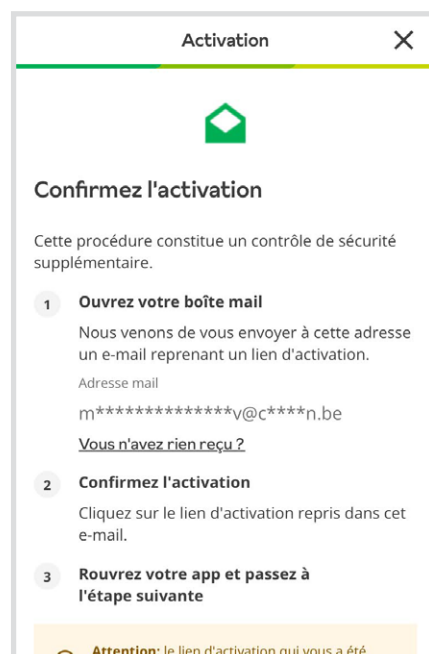 Activation
Confirmez l'activation
Cette procédure constitue un contrôle de sécurité
supplémentaire.
1 Ouvrez votre boîte mail
Nous venons de vous envoyer à cette adresse
un e-mail reprenant un lien d'activation.
Adresse mail
m**************v@c****n.be
Vous n'avez rien reçu ?
2 Confirmez l'activation
Cliquez sur le lien d'activation repris dans cet
e-mail.
3 Rouvrez votre app et passez à
l'étape suivante
Attention: le lien d'activation qui vous a été